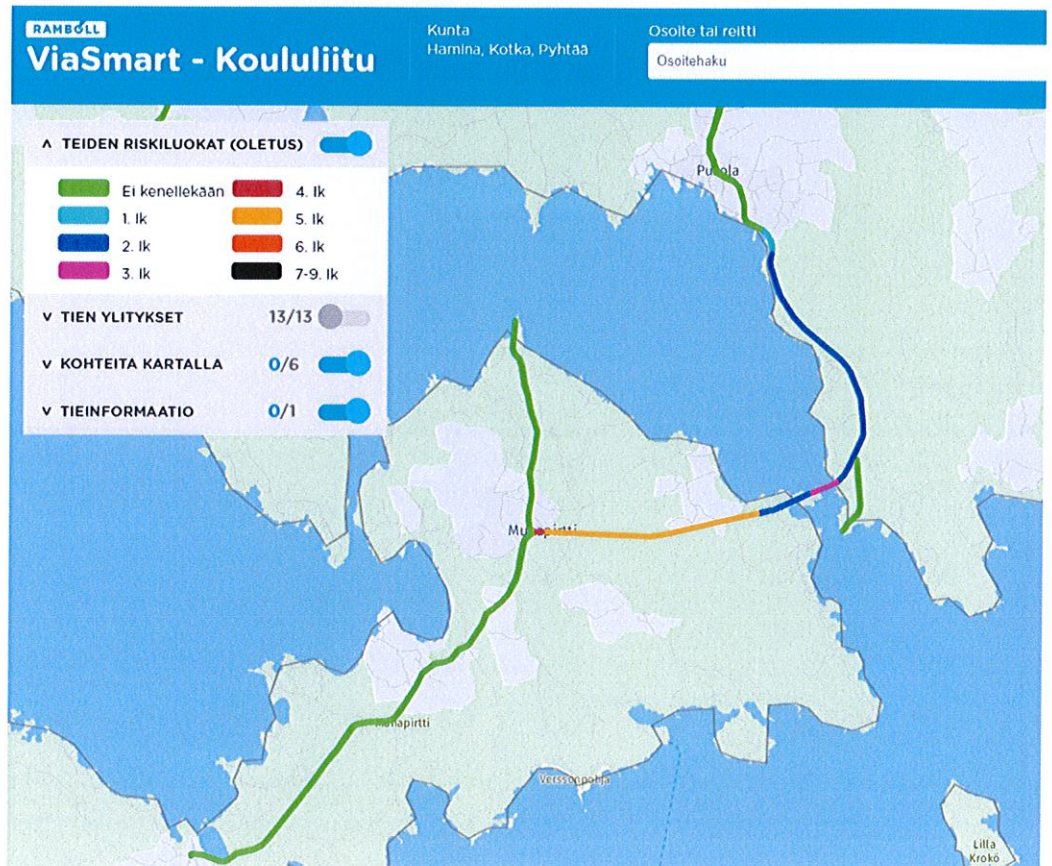 RAMBOLL
ViaSmart - Koululiitu
Kunta
Hamina, Kotka, Pyhtää
Osoite tai reitti
Osoitehaku
∧ TEIDEN RISKILUOKAT (OLETUS)
Ei kenellekään
4. lk
1. lk
5. lk
2. lk
6. lk
3. lk
7-9. lk
∨ TIEN YLITYKSET 13/13
∨ KOHTEITA KARTALLA 0/6
∨ TIEINFORMAATIO 0/1
Munapirtti
Verssonpohja
Lilla
Krokö